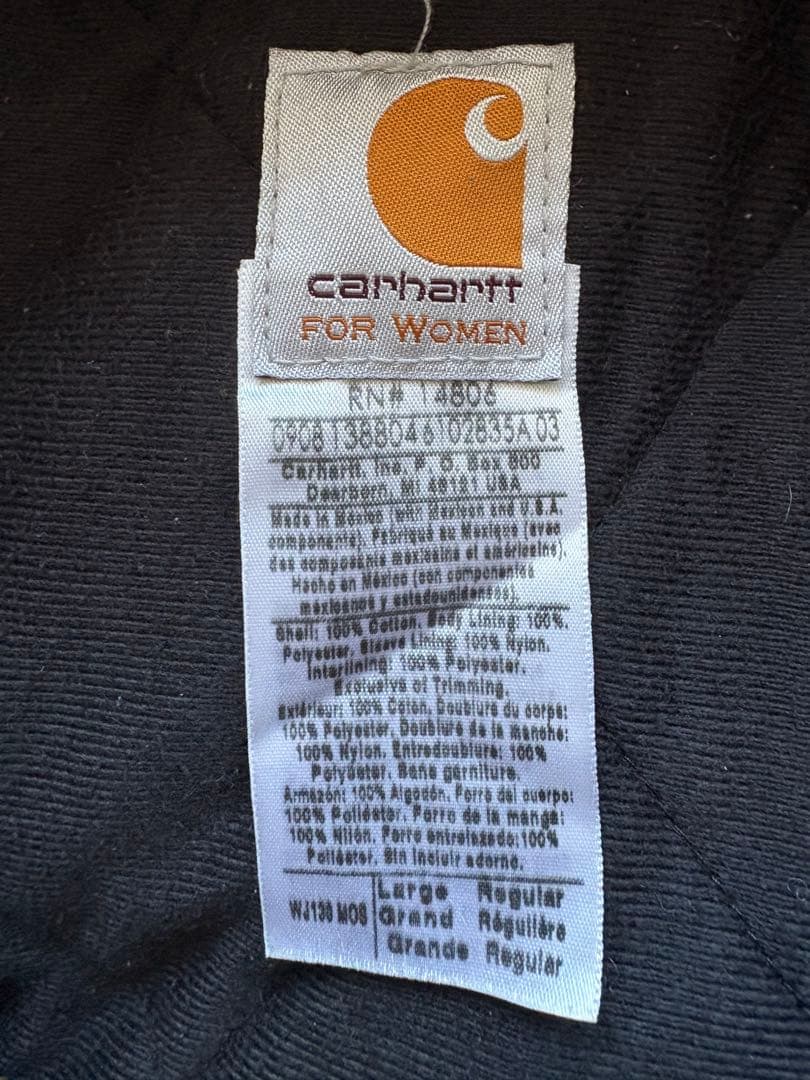 carhartt
FOR WOMEN
RN# 14806
0908 1388046102835A 03
Carhartt, Inc. P. O. Box 600
Dearborn, MI 48121 USA
Made in Mexico (with Mexican and U.S.A.
components). Fabriqué au Mexique (avec
des composants mexicains et américains).
Hecho en México (con componentes
mexicanos y estadounidenses)
Shell: 100% Cotton. Body Lining: 100%.
Polyester, Sleeve Lining: 100% Nylon.
Interlining: 100% Polyester.
Exclusive of Trimming.
Extérieur: 100% Coton, Doublure du corps:
100% Polyester, Doublure de la manche:
100% Nylon. Entredoublure: 100%
Polyester. Sans garniture.
Armazón: 100% Algodón. Forro del cuerpo:
100% Poliéster. Forro de la manga:
100% Nilón. Forro entrelazado:100%
Poliéster. Sin incluir adorno.
WJ130 MOS
Large Regular
Grand Régulière
Grande Regular